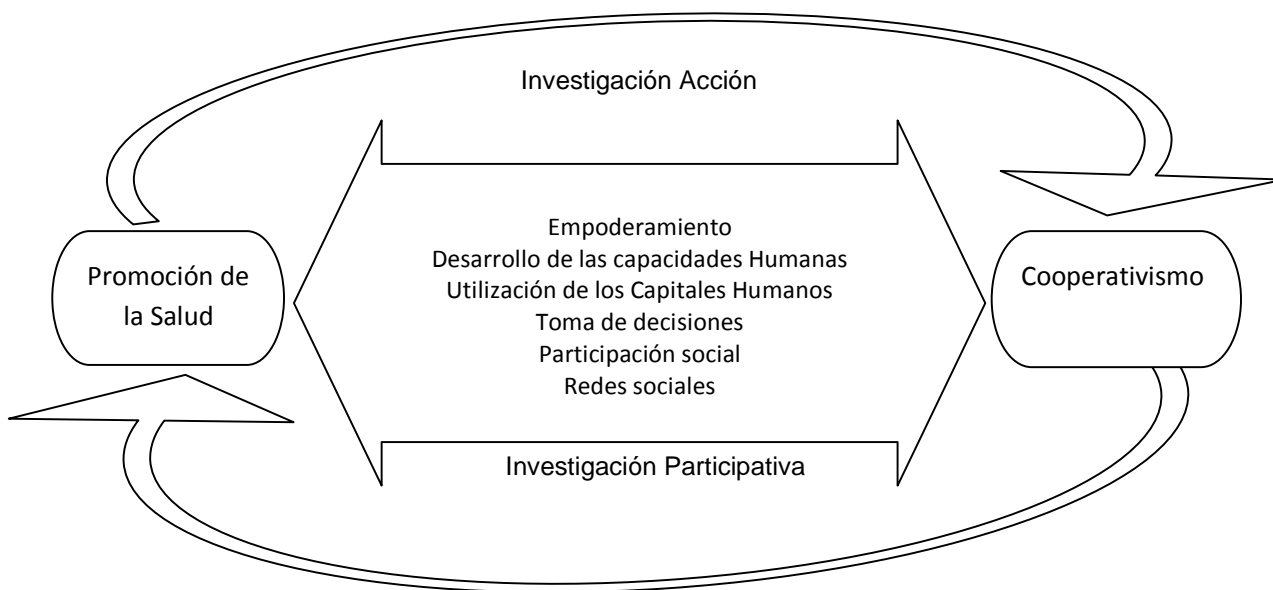 Investigación Acción
Empoderamiento
Desarrollo de las capacidades Humanas
Utilización de los Capitales Humanos
Toma de decisiones
Participación social
Redes sociales
Promoción de
la Salud
Cooperativismo
Investigación Participativa